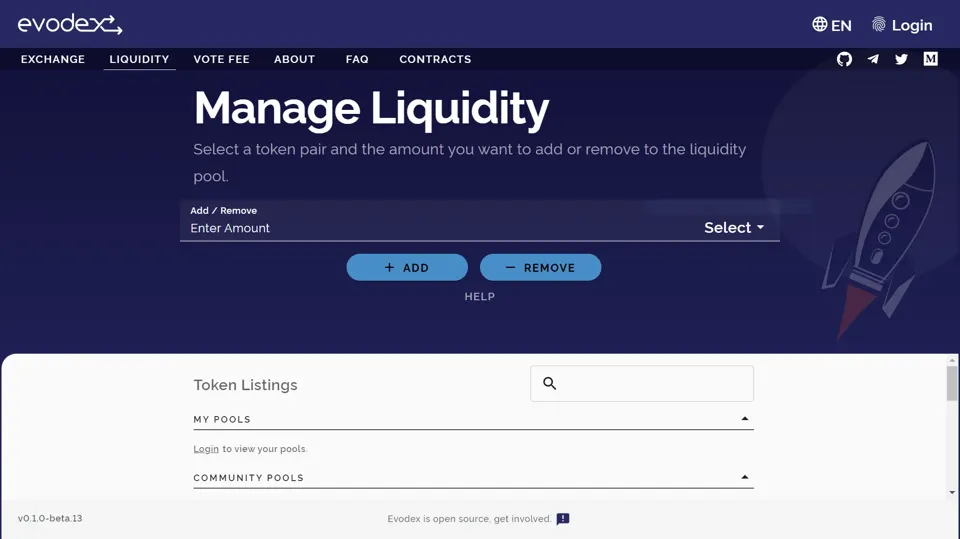 evodex
EN
Login
EXCHANGE LIQUIDITY VOTE FEE ABOUT FAQ CONTRACTS
M
Manage Liquidity
Select a token pair and the amount you want to add or remove to the liquidity
pool.
Add / Remove
Enter Amount
Select
+ ADD
− REMOVE
HELP
Token Listings
MY POOLS
Login to view your pools.
COMMUNITY POOLS
v0.1.0-beta.13
Evodex is open source, get involved.